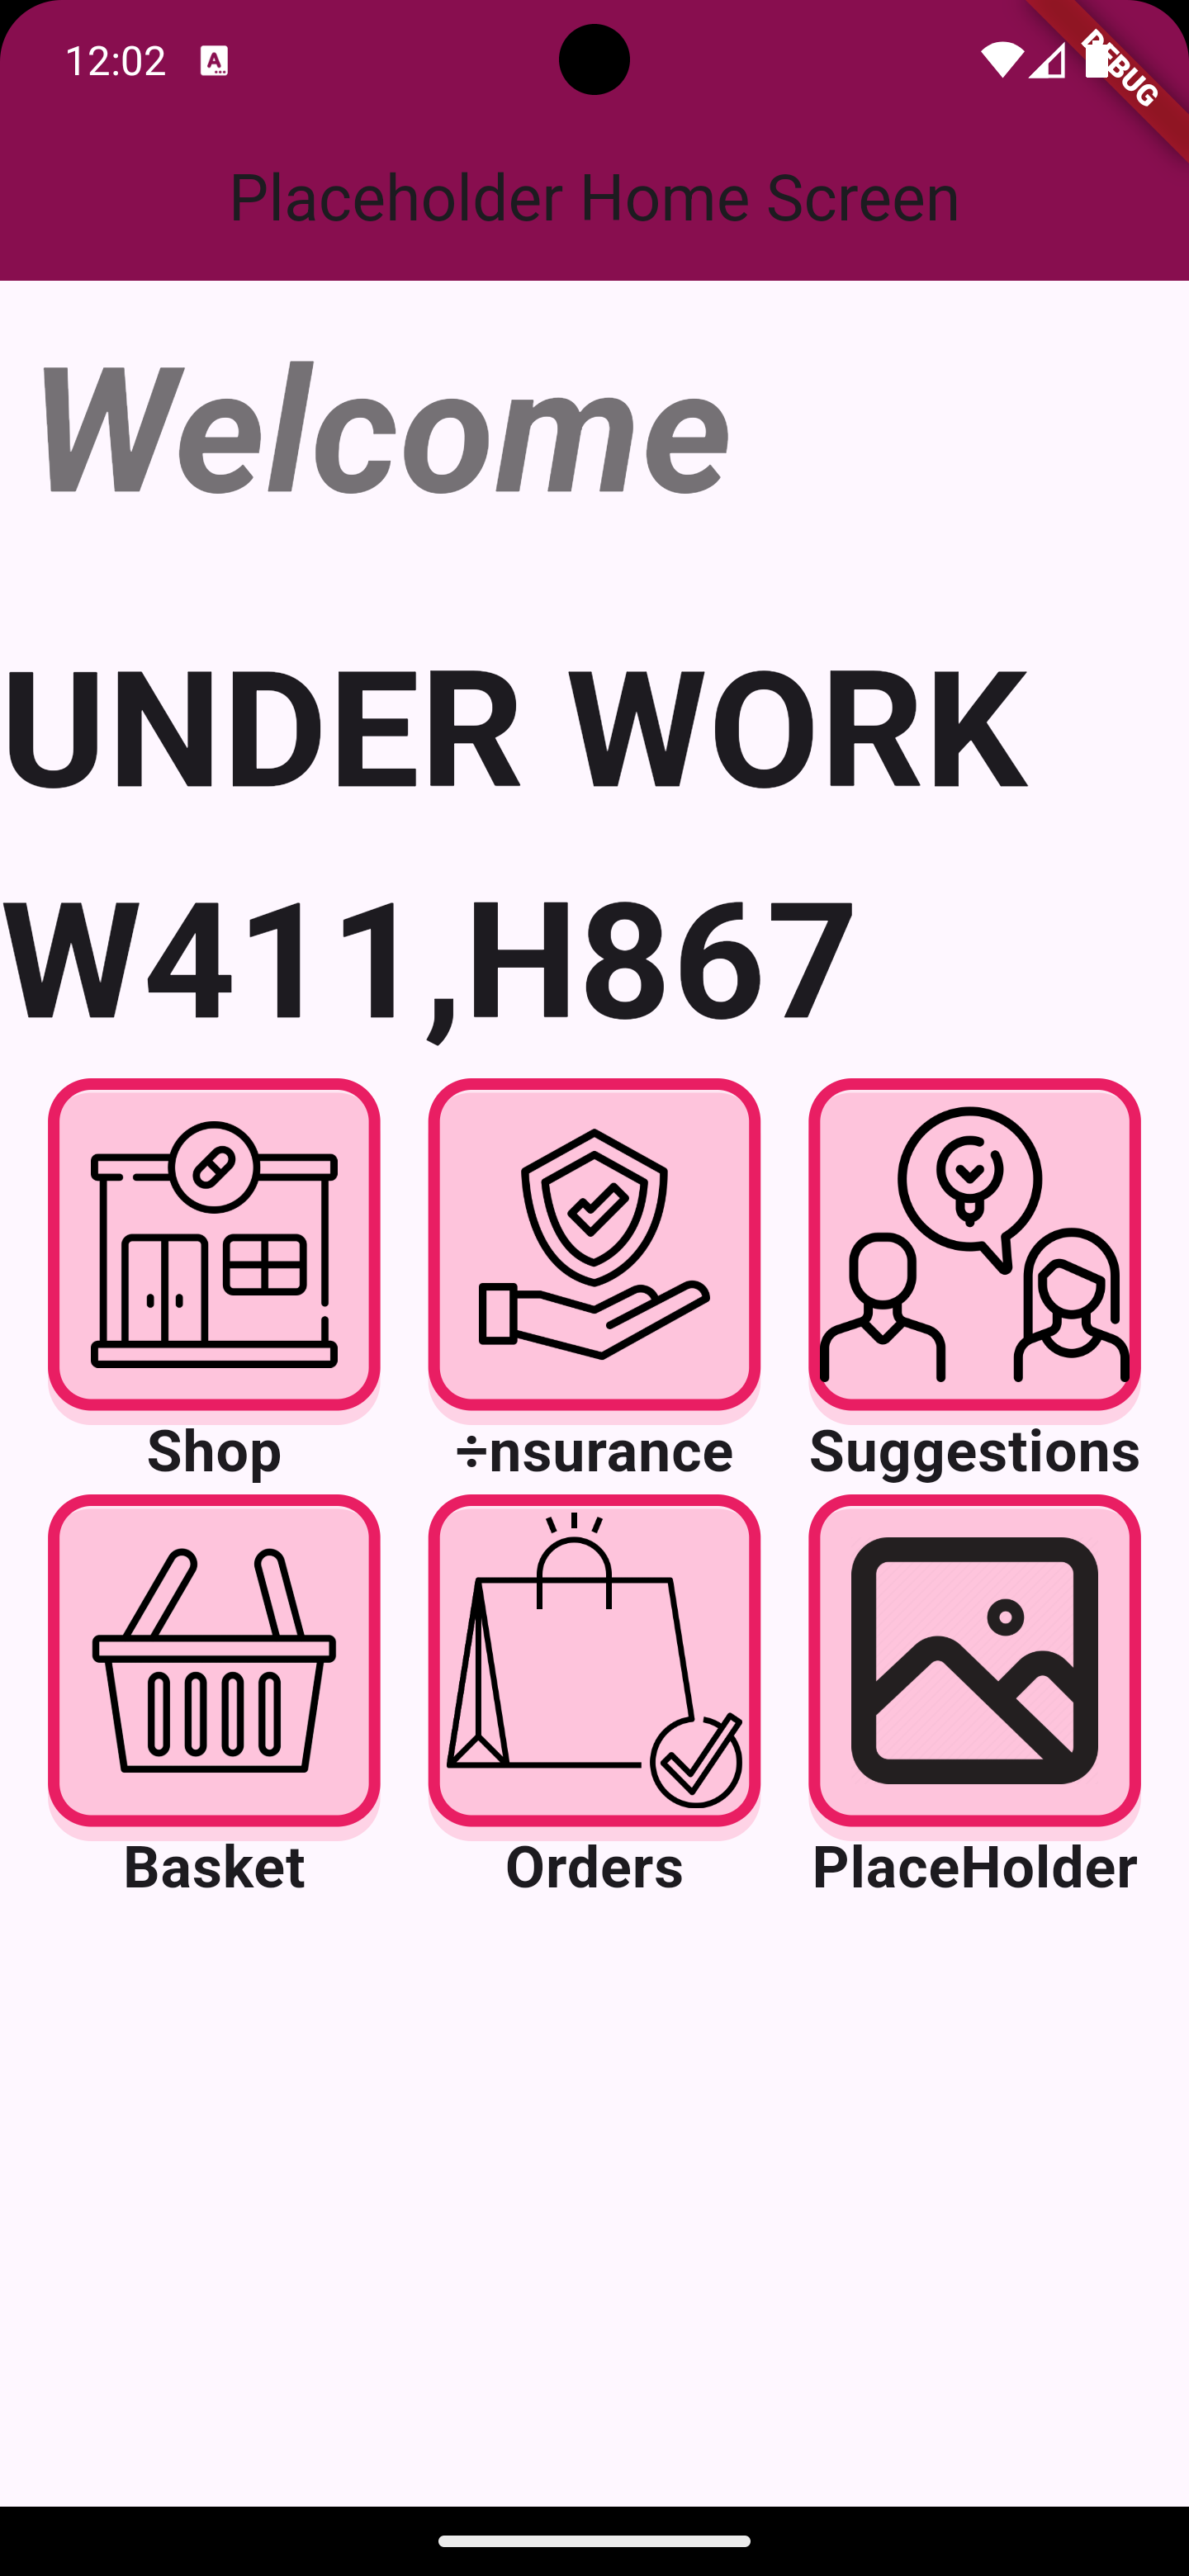 12:02
A
DEBUG
Placeholder Home Screen
Welcome
UNDER WORK
W411,H867
Shop ÷nsurance Suggestions
Basket Orders PlaceHolder